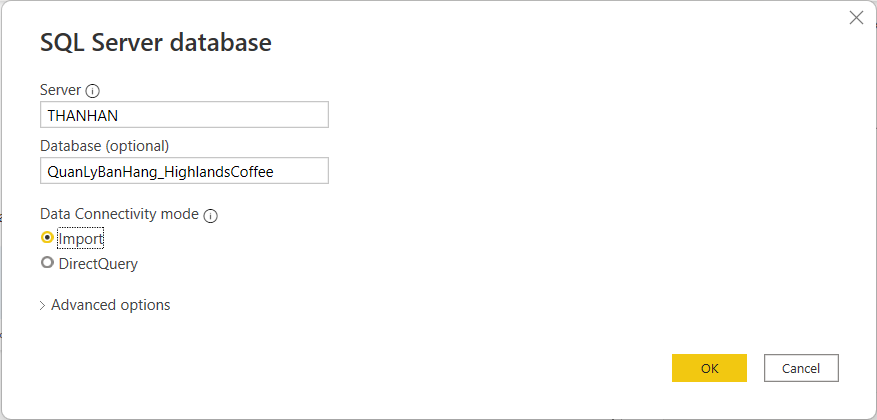 SQL Server database
Server
THANHAN
Database (optional)
QuanLyBanHang_HighlandsCoffee
Data Connectivity mode
Import
DirectQuery
Advanced options
OK
Cancel